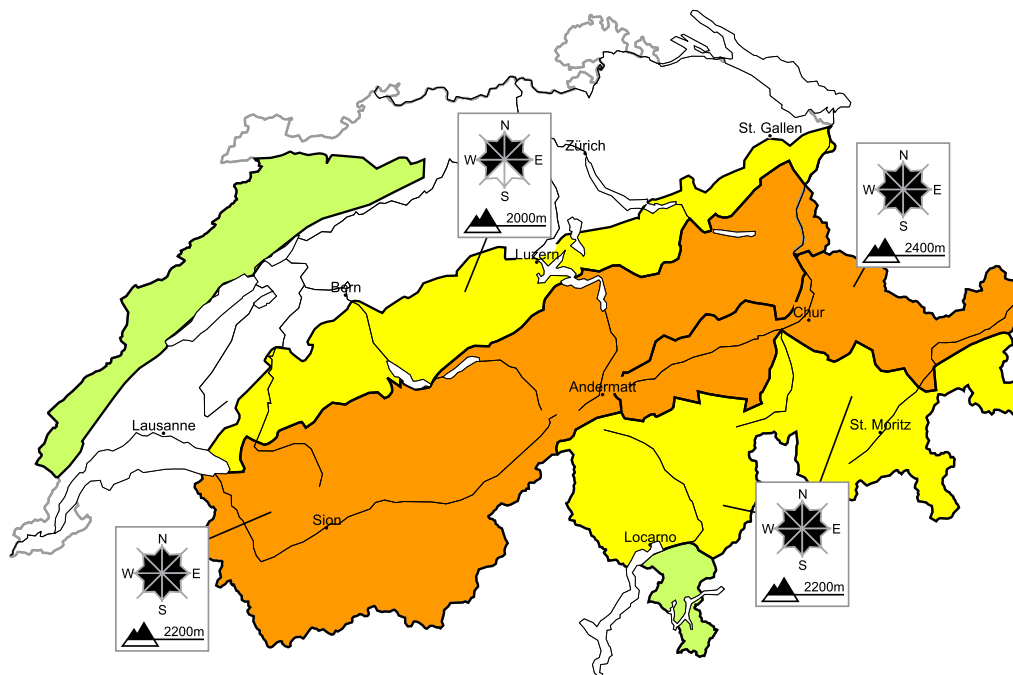 St. Gallen
Zürich
N
W E
S
2000m
N
W E
S
2400m
Luzern
Bern
Chur
Andermatt
Lausanne
St. Moritz
Sion
Locarno
N
W E
S
2200m
N
W E
S
2200m